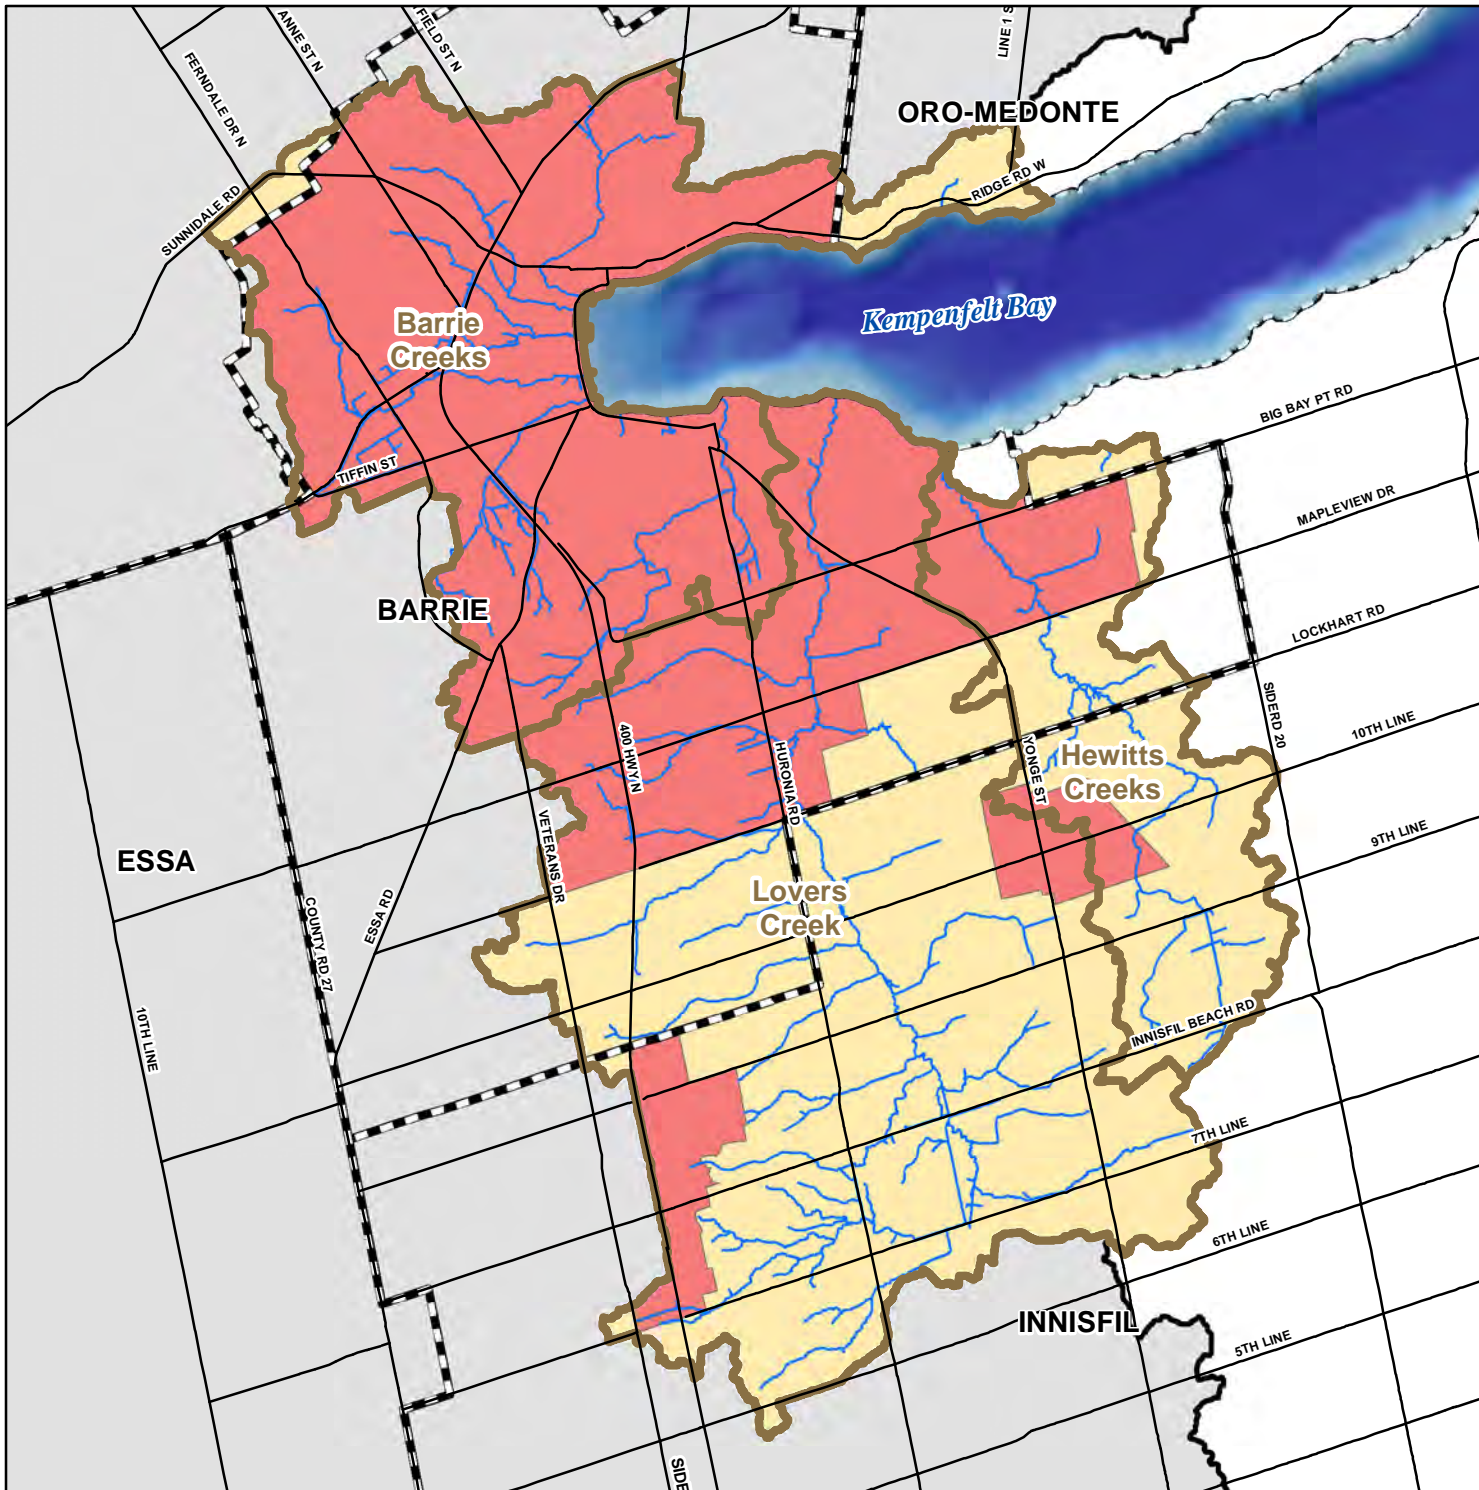 ANNE ST N
FIELD ST N
LINE 1 S
FERNDALE DR N
ORO-MEDONTE
RIDGE RD W
SUNNIDALE RD
Kempenfelt Bay
Barrie
Creeks
BIG BAY PT RD
TIFFIN ST
MAPLEVIEW DR
BARRIE
LOCKHART RD
SIDERD 20
10TH LINE
400 HWY N
HURONIA RD
YONGE ST
Hewitts
Creeks
9TH LINE
VETERANS DR
ESSA
Lovers
Creek
ESSA RD
COUNTY RD 27
10TH LINE
INNISFIL BEACH RD
7TH LINE
6TH LINE
INNISFIL
5TH LINE
SIDE